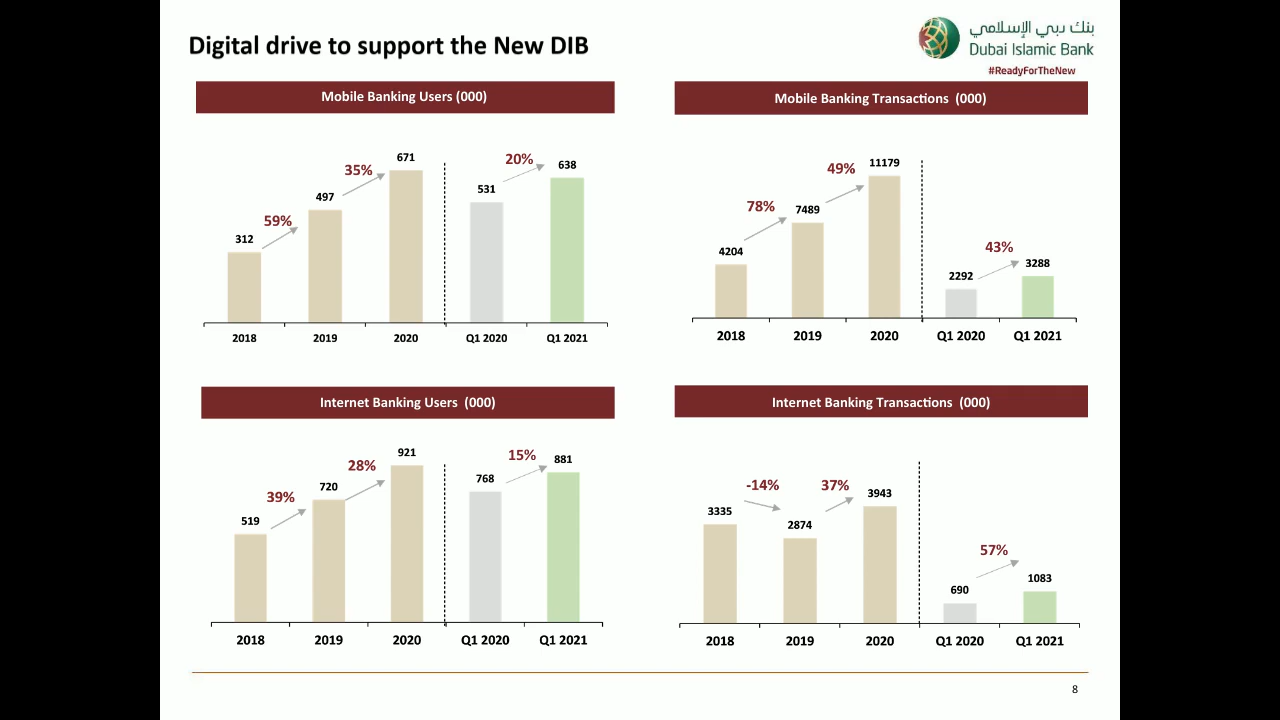 Digital drive to support the New DIB
بنك دبي الإسلامي
Dubai Islamic Bank
#ReadyForTheNew
Mobile Banking Users (000)
312
59%
497
35%
671
531
20%
638
2018
2019
2020
Q1 2020
Q1 2021
Mobile Banking Transactions (000)
4204
78%
7489
49%
11179
2292
43%
3288
2018
2019
2020
Q1 2020
Q1 2021
Internet Banking Users (000)
519
39%
720
28%
921
768
15%
881
2018
2019
2020
Q1 2020
Q1 2021
Internet Banking Transactions (000)
3335
-14%
2874
37%
3943
690
57%
1083
2018
2019
2020
Q1 2020
Q1 2021
8